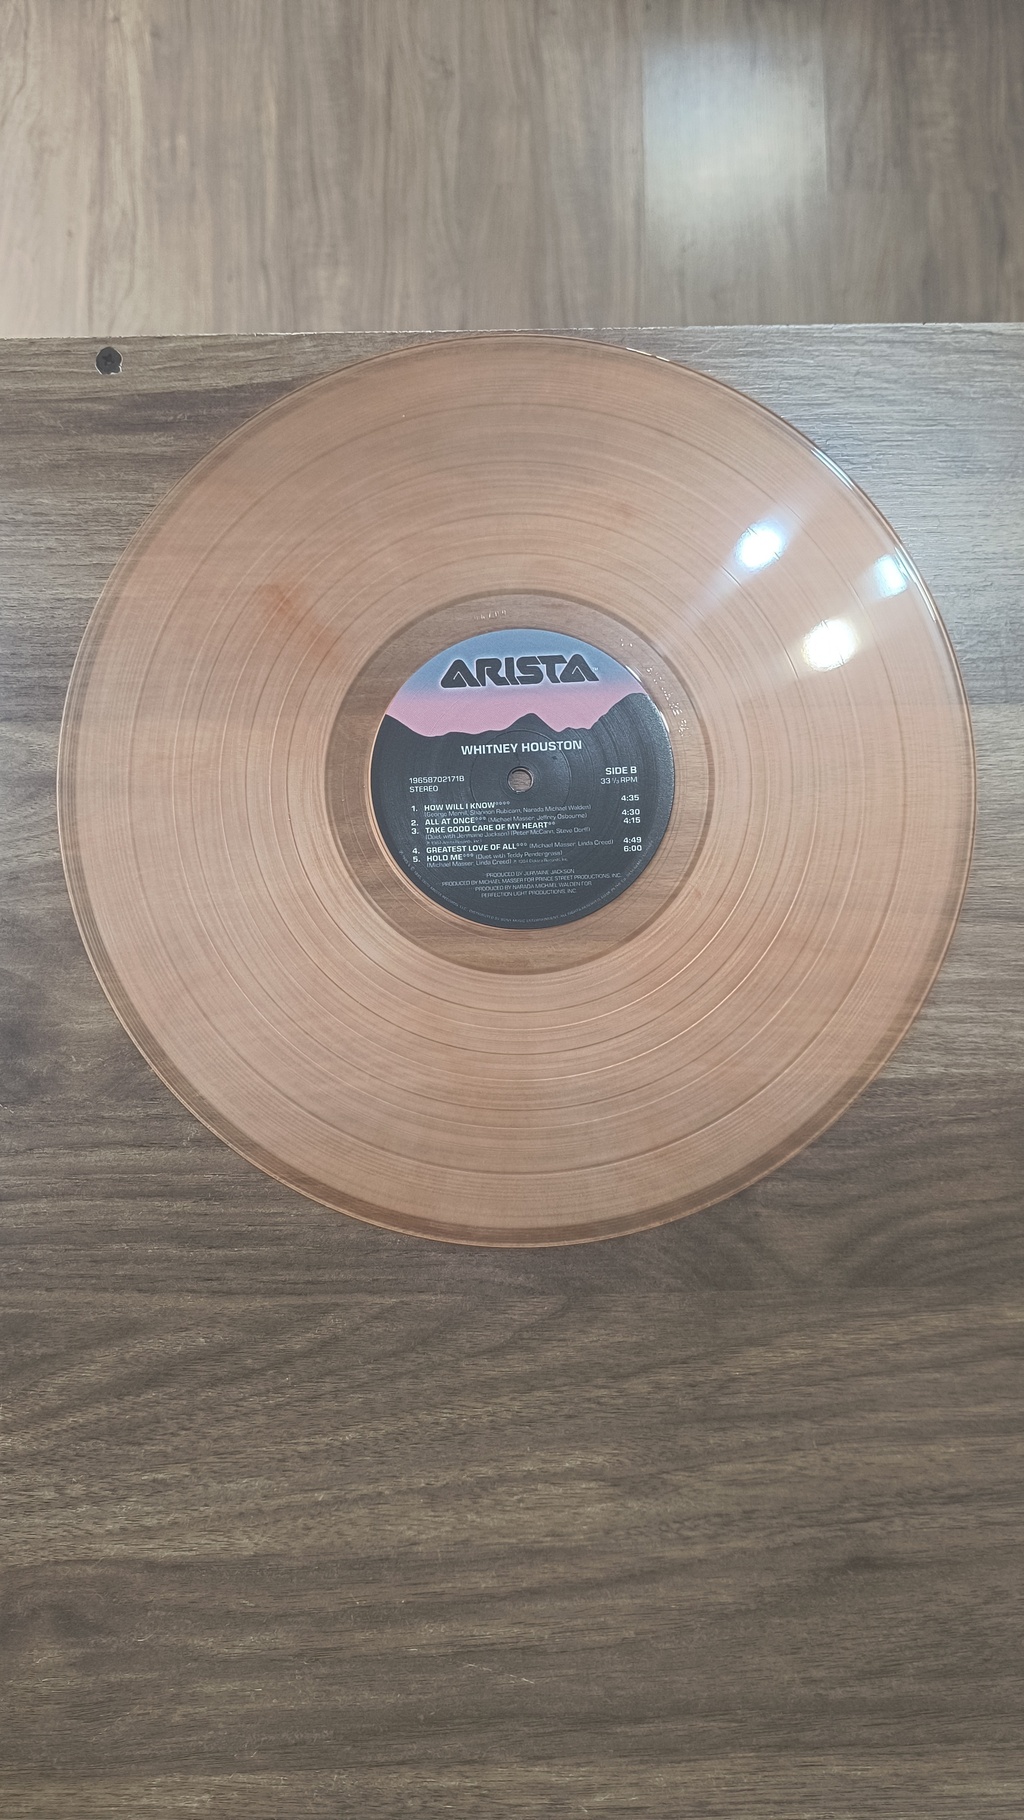 ARISTA™
WHITNEY HOUSTON
19658702171B
STEREO
SIDE B
33 1/3 RPM
1. HOW WILL I KNOW°°°° 4:35
(George Merrill, Shannon Rubicam, Narada Michael Walden)
2. ALL AT ONCE°°° (Michael Masser, Jeffrey Osbourne) 4:30
3. TAKE GOOD CARE OF MY HEART°° 4:15
(Duet with Jermaine Jackson) (Peter McCann, Steve Dorff)
4. GREATEST LOVE OF ALL°°° (Michael Masser, Linda Creed) 4:49
5. HOLD ME°°° (Duet with Teddy Pendergrass) 6:00
(Michael Masser, Linda Creed)
PRODUCED BY JERMAINE JACKSON
PRODUCED BY MICHAEL MASSER FOR PRINCE STREET PRODUCTIONS, INC.
PRODUCED BY NARADA MICHAEL WALDEN FOR
PERFECTION LIGHT PRODUCTIONS, INC.